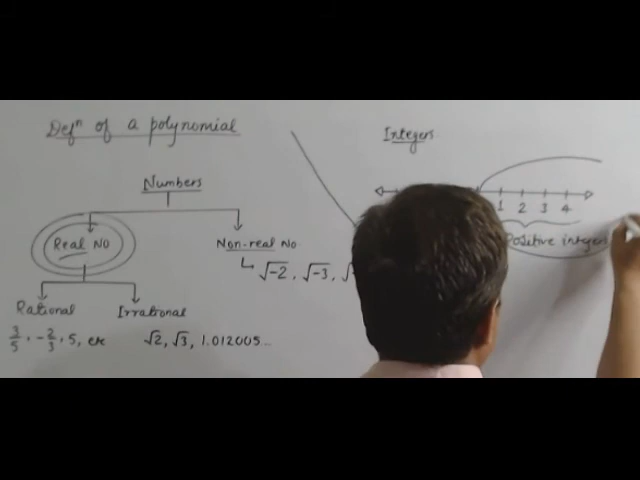 Defⁿ of a polynomial
Numbers
Real No
Non-real No
√-2, √-3, √
Rational
Irrational
3/5, -2/3, 5, etc
√2, √3, 1.012005...
Integers
1 2 3 4
Positive integers